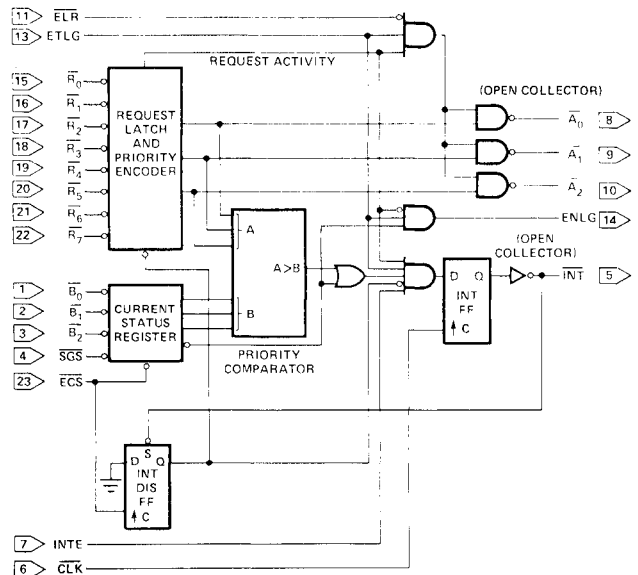 11 ELR
13 ETLG
REQUEST ACTIVITY
15 R0
16 R1
17 R2
18 R3
19 R4
20 R5
21 R6
22 R7
REQUEST
LATCH
AND
PRIORITY
ENCODER
(OPEN COLLECTOR)
A0 8
A1 9
A2 10
ENLG 14
A
A>B
B
PRIORITY
COMPARATOR
(OPEN
COLLECTOR)
D Q
INT
FF
C
INT 5
1 B0
2 B1
3 B2
4 SGS
23 ECS
CURRENT
STATUS
REGISTER
S
D Q
INT
DIS
FF
C
7 INTE
6 CLK